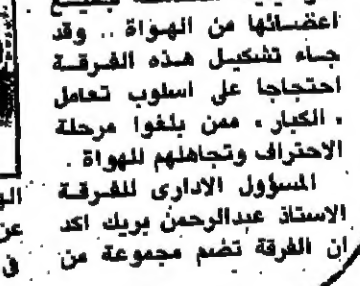 اعضائها من الهواة .. وقد
جاء تشكيل هذه الفرقة
احتجاجا على اسلوب تعامل
« الكبار » ممن بلغوا مرحلة
الاحتراف وتجاهلهم للهواة .
المسؤول الادارى للفرقة
الاستاذ عبدالرحمن بريك اكد
ان الفرقة تضم مجموعة من